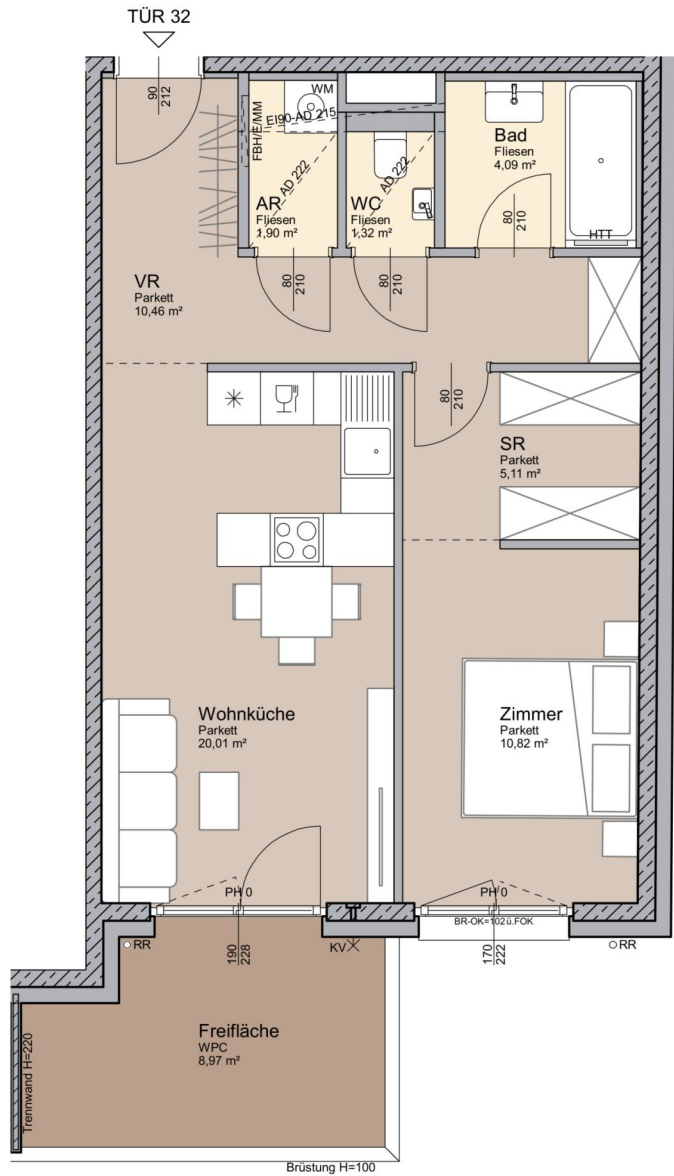 TÜR 32
90
212
WM
FBH/E/MM
EI90-AD 215
AD 222
AR
Fliesen
1,90 m²
AD 222
WC
Fliesen
1,32 m²
Bad
Fliesen
4,09 m²
HTT
80
210
80
210
80
210
VR
Parkett
10,46 m²
80
210
SR
Parkett
5,11 m²
Wohnküche
Parkett
20,01 m²
Zimmer
Parkett
10,82 m²
PH 0
PH 0
BR-OK=102 ü.FOK
RR
190
228
KV
170
222
RR
Freifläche
WPC
8,97 m²
Trennwand H=220
Brüstung H=100